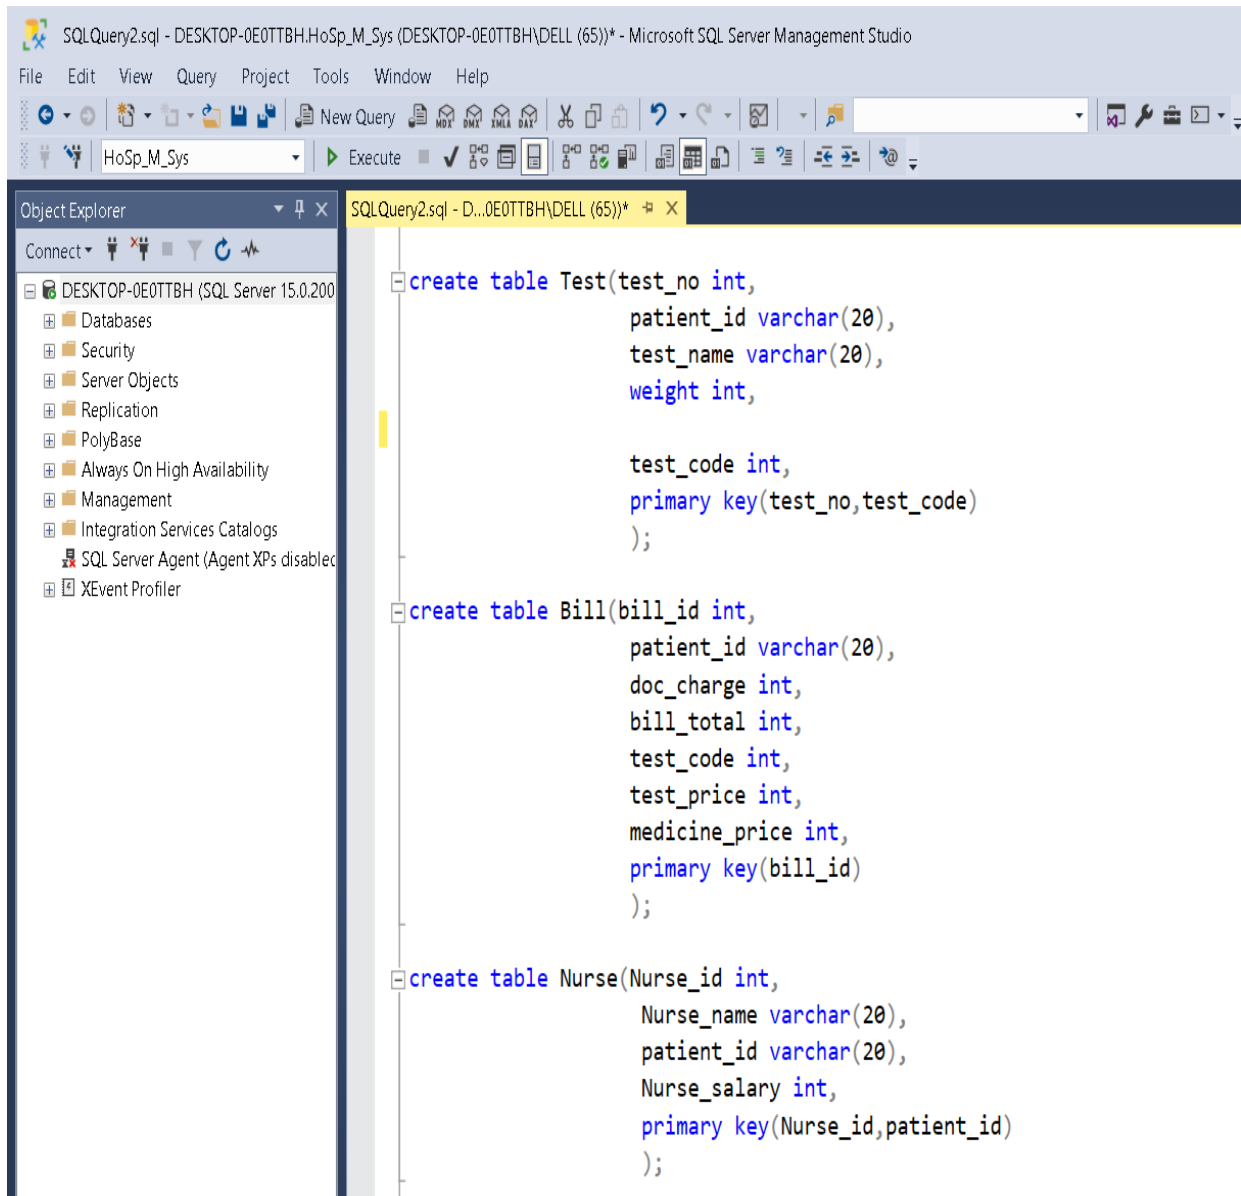 SQLQuery2.sql - DESKTOP-0E0TTBH.HoSp_M_Sys (DESKTOP-0E0TTBH\DELL (65))* - Microsoft SQL Server Management Studio
File Edit View Query Project Tools Window Help
New Query MDX DMX XMLA DAX
HoSp_M_Sys Execute
Object Explorer
SQLQuery2.sql - D...0E0TTBH\DELL (65))*
Connect
DESKTOP-0E0TTBH (SQL Server 15.0.200
Databases
Security
Server Objects
Replication
PolyBase
Always On High Availability
Management
Integration Services Catalogs
SQL Server Agent (Agent XPs disabled
XEvent Profiler
create table Test(test_no int,
patient_id varchar(20),
test_name varchar(20),
weight int,
test_code int,
primary key(test_no,test_code)
);
create table Bill(bill_id int,
patient_id varchar(20),
doc_charge int,
bill_total int,
test_code int,
test_price int,
medicine_price int,
primary key(bill_id)
);
create table Nurse(Nurse_id int,
Nurse_name varchar(20),
patient_id varchar(20),
Nurse_salary int,
primary key(Nurse_id,patient_id)
);